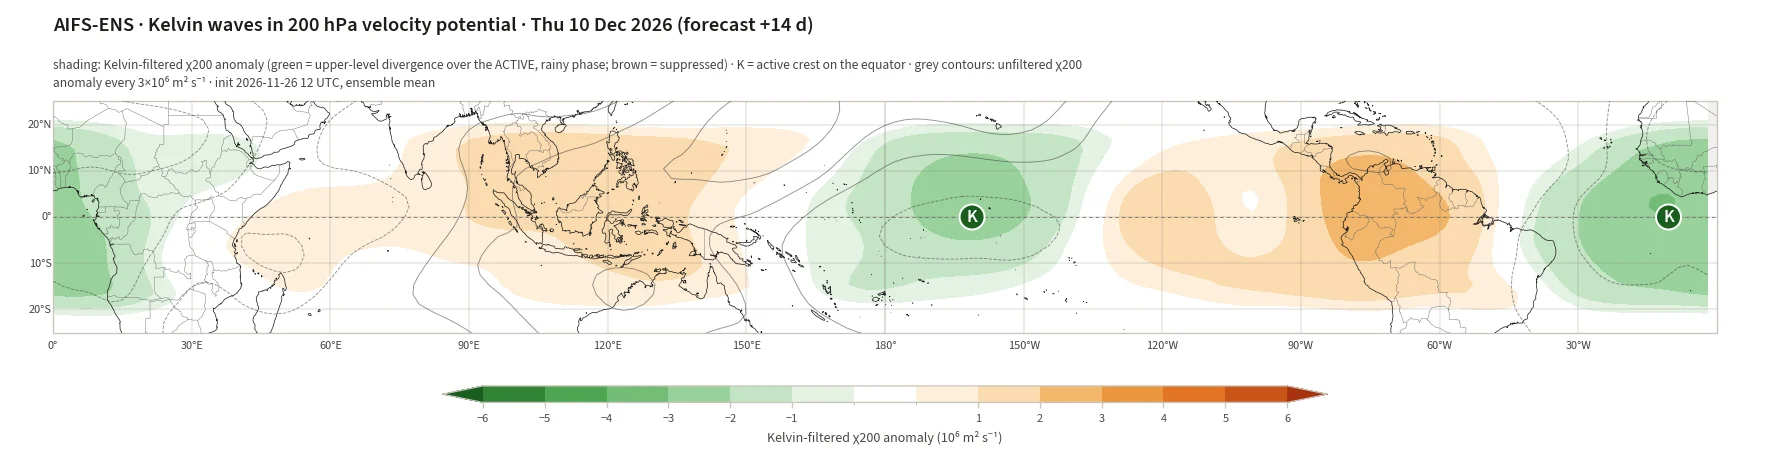 AIFS-ENS · Kelvin waves in 200 hPa velocity potential · Thu 10 Dec 2026 (forecast +14 d)
shading: Kelvin-filtered χ200 anomaly (green = upper-level divergence over the ACTIVE, rainy phase; brown = suppressed) · K = active crest on the equator · grey contours: unfiltered χ200
anomaly every 3×10⁶ m² s⁻¹ · init 2026-11-26 12 UTC, ensemble mean
20°N
10°N
0°
10°S
20°S
K
K
0° 30°E 60°E 90°E 120°E 150°E 180° 150°W 120°W 90°W 60°W 30°W
−6 −5 −4 −3 −2 −1 1 2 3 4 5 6
Kelvin-filtered χ200 anomaly (10⁶ m² s⁻¹)